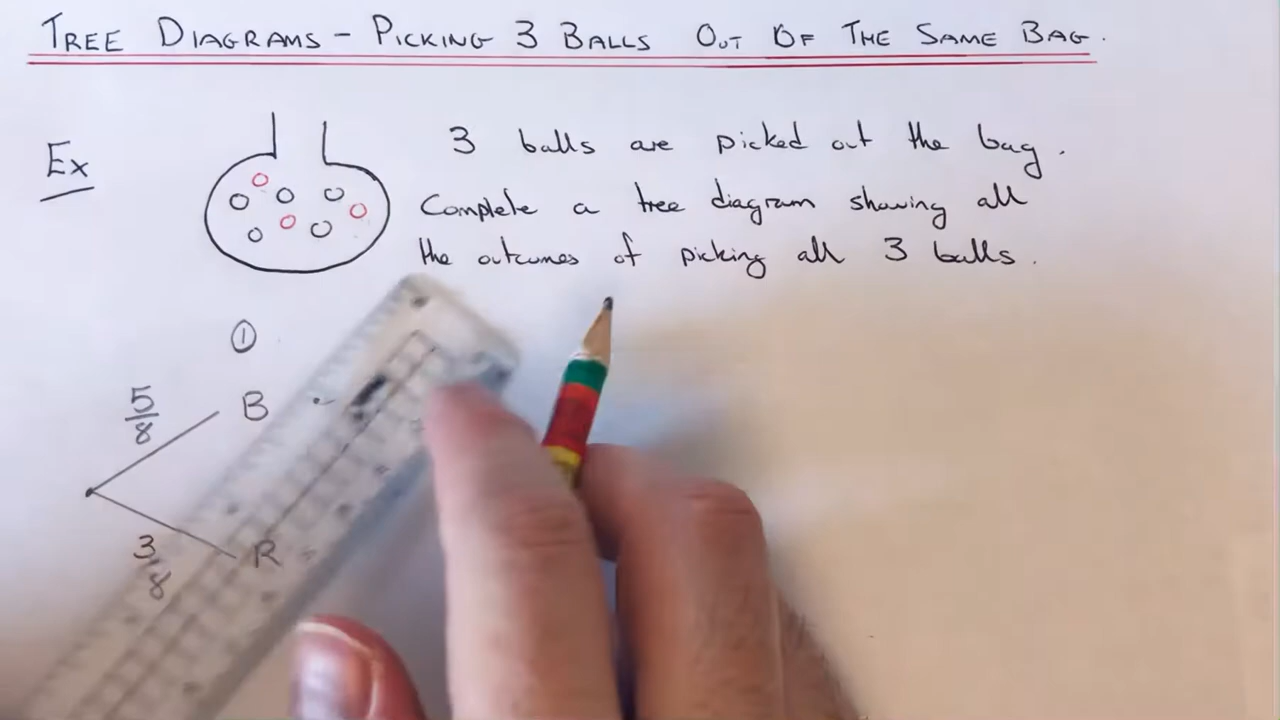 TREE DIAGRAMS - PICKING 3 BALLS OUT OF THE SAME BAG.
Ex
3 balls are picked out the bag.
Complete a tree diagram showing all
the outcomes of picking all 3 balls.
1
5/8
B
3/8
R